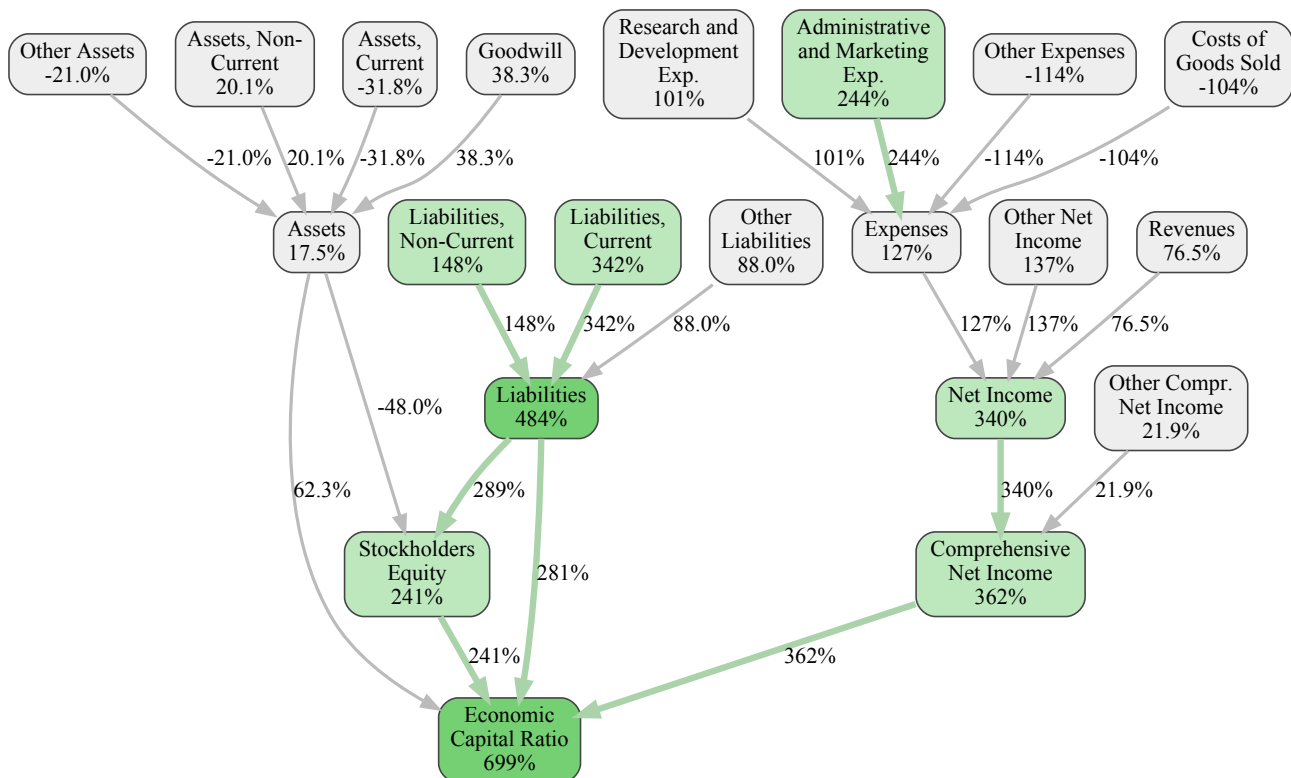 Other Assets
-21.0%
Assets, Non-
Current
20.1%
Assets,
Current
-31.8%
Goodwill
38.3%
Research and
Development
Exp.
101%
Administrative
and Marketing
Exp.
244%
Other Expenses
-114%
Costs of
Goods Sold
-104%
-21.0%
20.1%
-31.8%
38.3%
101%
244%
-114%
-104%
Assets
17.5%
Liabilities,
Non-Current
148%
Liabilities,
Current
342%
Other
Liabilities
88.0%
Expenses
127%
Other Net
Income
137%
Revenues
76.5%
148%
342%
88.0%
127%
137%
76.5%
-48.0%
Liabilities
484%
Net Income
340%
Other Compr.
Net Income
21.9%
62.3%
289%
340%
21.9%
Stockholders
Equity
241%
281%
Comprehensive
Net Income
362%
241%
362%
Economic
Capital Ratio
699%